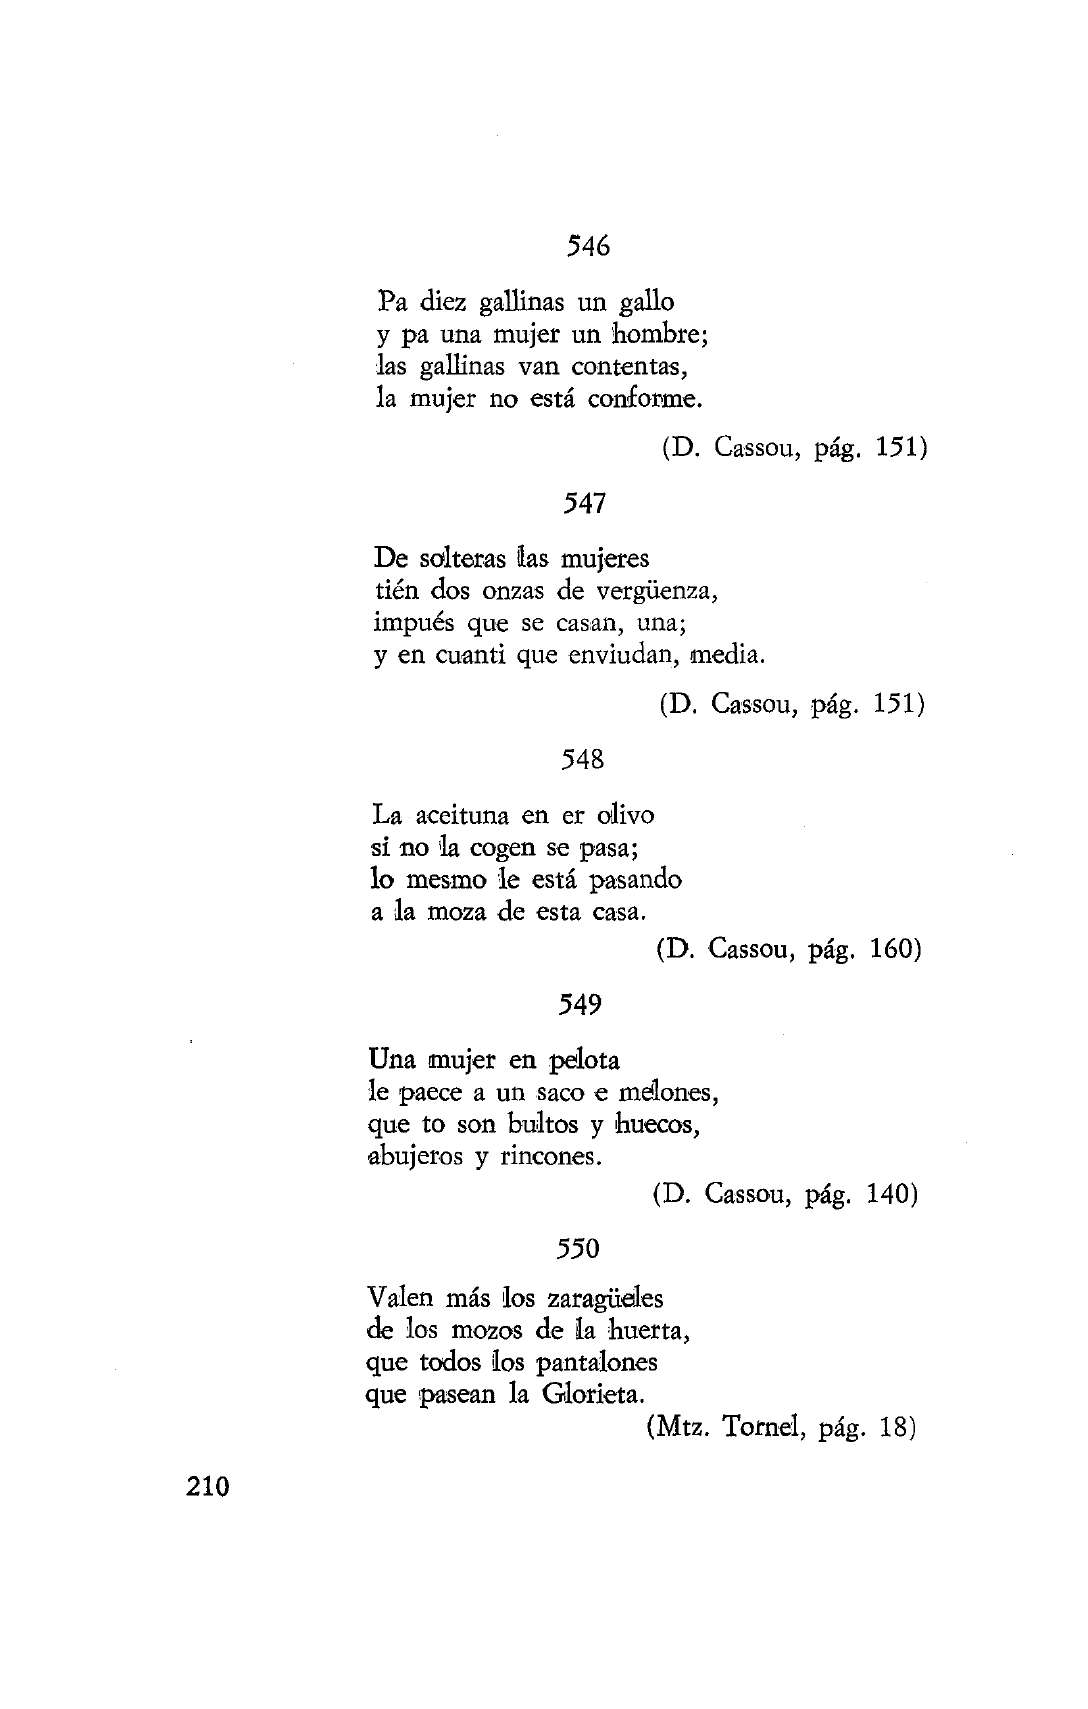 546
Pa diez gallinas un gallo
y pa una mujer un hombre;
las gallinas van contentas,
la mujer no está conforme.
(D. Cassou, pág. 151)
547
De solteras las mujeres
tién dos onzas de vergüenza,
impués que se casan, una;
y en cuanti que enviudan, media.
(D. Cassou, pág. 151)
548
La aceituna en er olivo
si no la cogen se pasa;
lo mesmo le está pasando
a la moza de esta casa.
(D. Cassou, pág. 160)
549
Una mujer en pelota
le paece a un saco e melones,
que to son bultos y huecos,
abujeros y rincones.
(D. Cassou, pág. 140)
550
Valen más los zaragüeles
de los mozos de la huerta,
que todos los pantalones
que pasean la Glorieta.
(Mtz. Tornel, pág. 18)
210